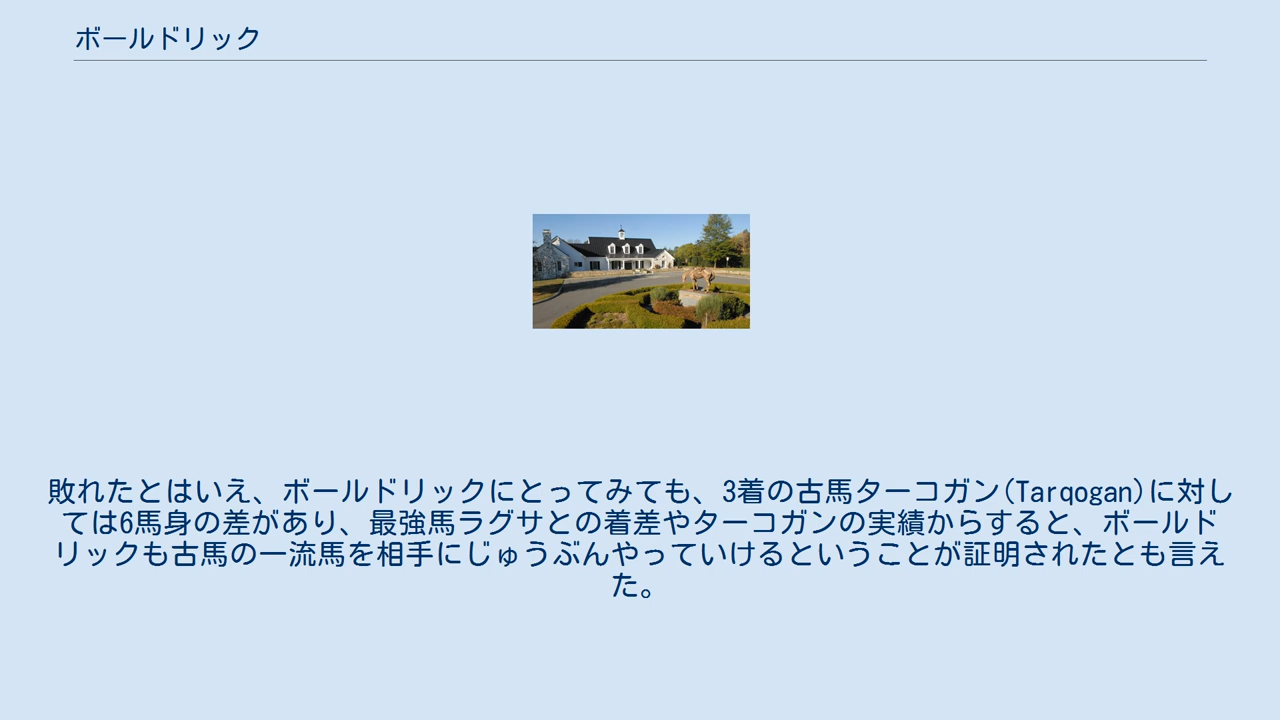 ボールドリック
敗れたとはいえ、ボールドリックにとってみても、3着の古馬ターコガン(Tarqogan)に対し
ては6馬身の差があり、最強馬ラグサとの着差やターコガンの実績からすると、ボールド
リックも古馬の一流馬を相手にじゅうぶんやっていけるということが証明されたとも言え
た。